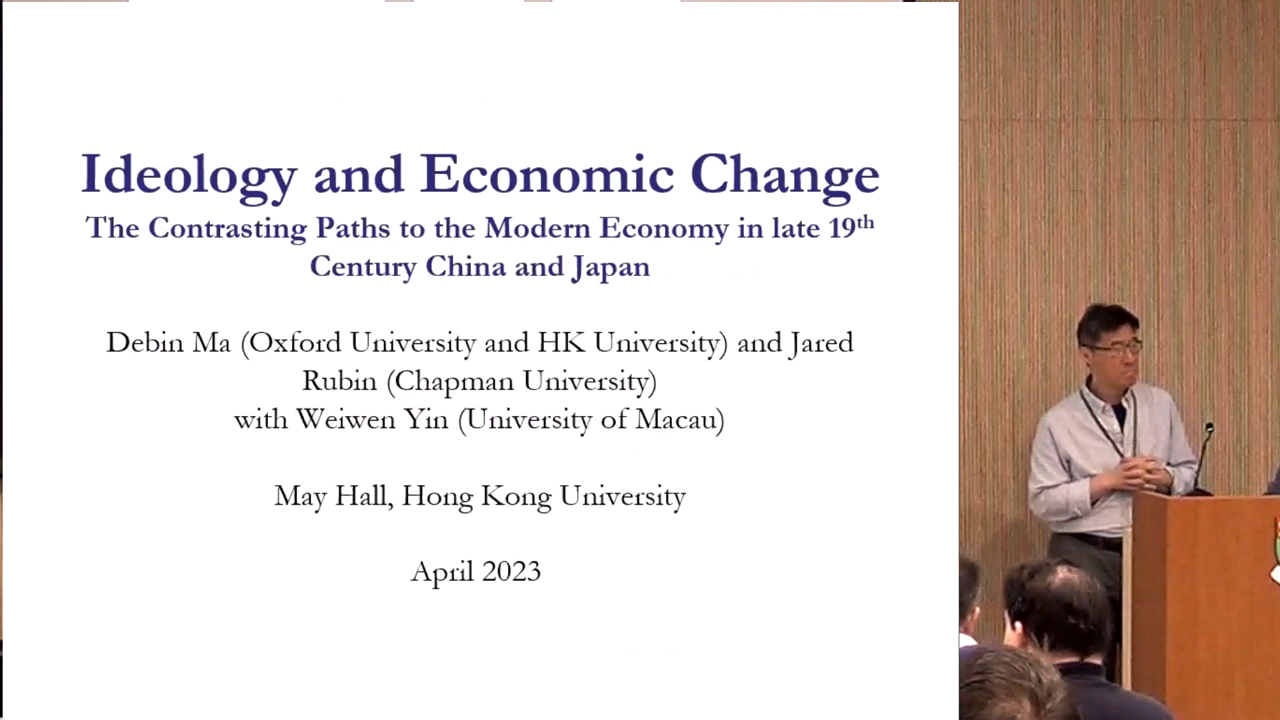 Ideology and Economic Change
The Contrasting Paths to the Modern Economy in late 19th
Century China and Japan
Debin Ma (Oxford University and HK University) and Jared
Rubin (Chapman University)
with Weiwen Yin (University of Macau)
May Hall, Hong Kong University
April 2023